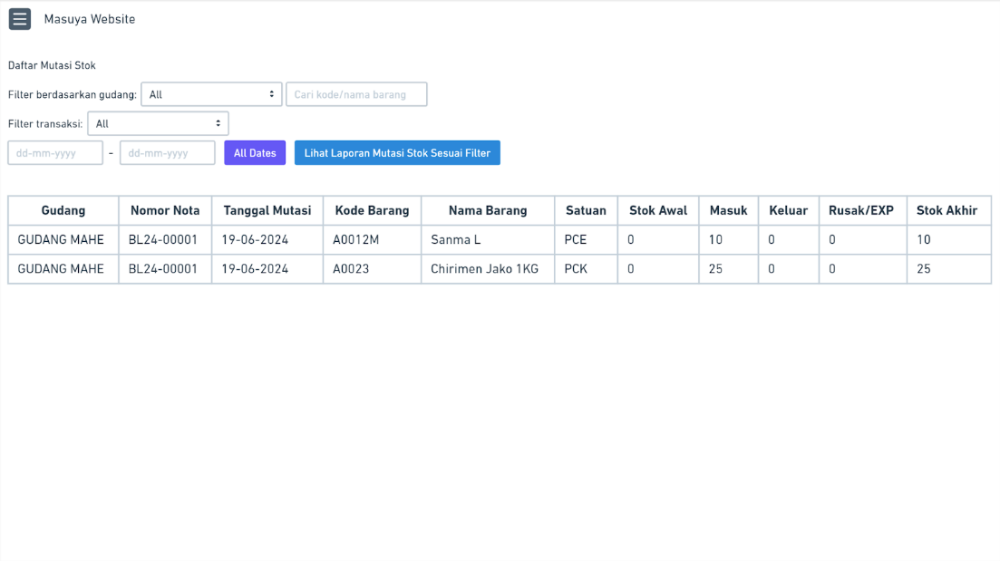 Masuya Website
Daftar Mutasi Stok
Filter berdasarkan gudang: All Cari kode/nama barang
Filter transaksi: All
dd-mm-yyyy - dd-mm-yyyy All Dates Lihat Laporan Mutasi Stok Sesuai Filter
Gudang Nomor Nota Tanggal Mutasi Kode Barang Nama Barang Satuan Stok Awal Masuk Keluar Rusak/EXP Stok Akhir
GUDANG MAHE BL24-00001 19-06-2024 A0012M Sanma L PCE 0 10 0 0 10
GUDANG MAHE BL24-00001 19-06-2024 A0023 Chirimen Jako 1KG PCK 0 25 0 0 25